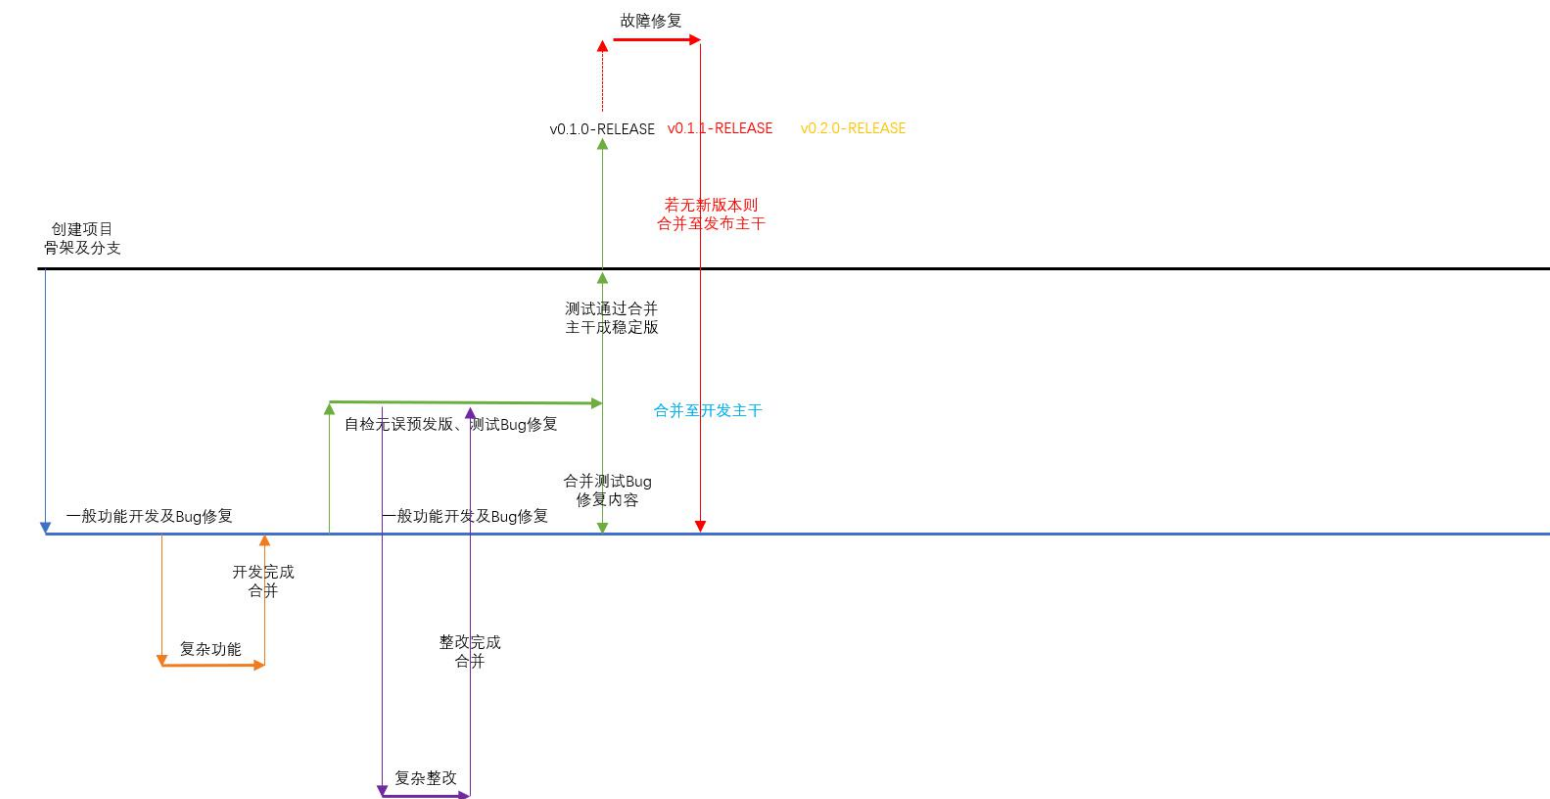 故障修复
v0.1.0-RELEASE
v0.1.1-RELEASE
v0.2.0-RELEASE
若无新版本则
合并至发布主干
创建项目
骨架及分支
测试通过合并
主干成稳定版
合并至开发主干
自检无误预发版、测试Bug修复
合并测试Bug
修复内容
一般功能开发及Bug修复
一般功能开发及Bug修复
开发完成
合并
复杂功能
整改完成
合并
复杂整改